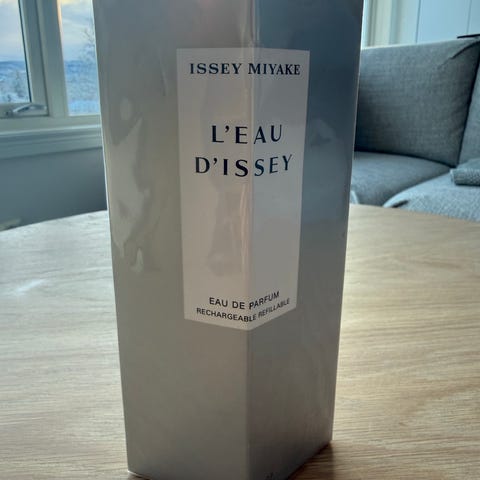 ISSEY MIYAKE
L'EAU
D'ISSEY
EAU DE PARFUM
RECHARGEABLE REFILLABLE